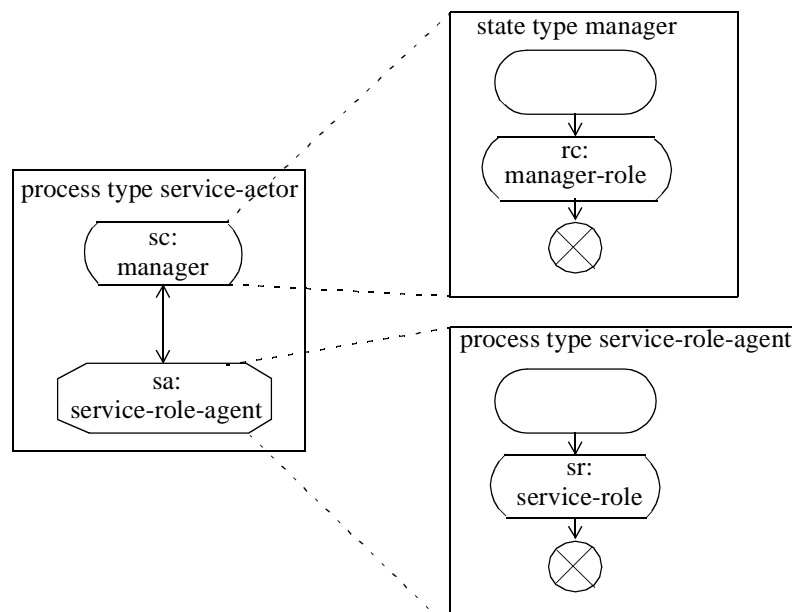 process type service-actor
sc:
manager
sa:
service-role-agent
state type manager
rc:
manager-role
process type service-role-agent
sr:
service-role